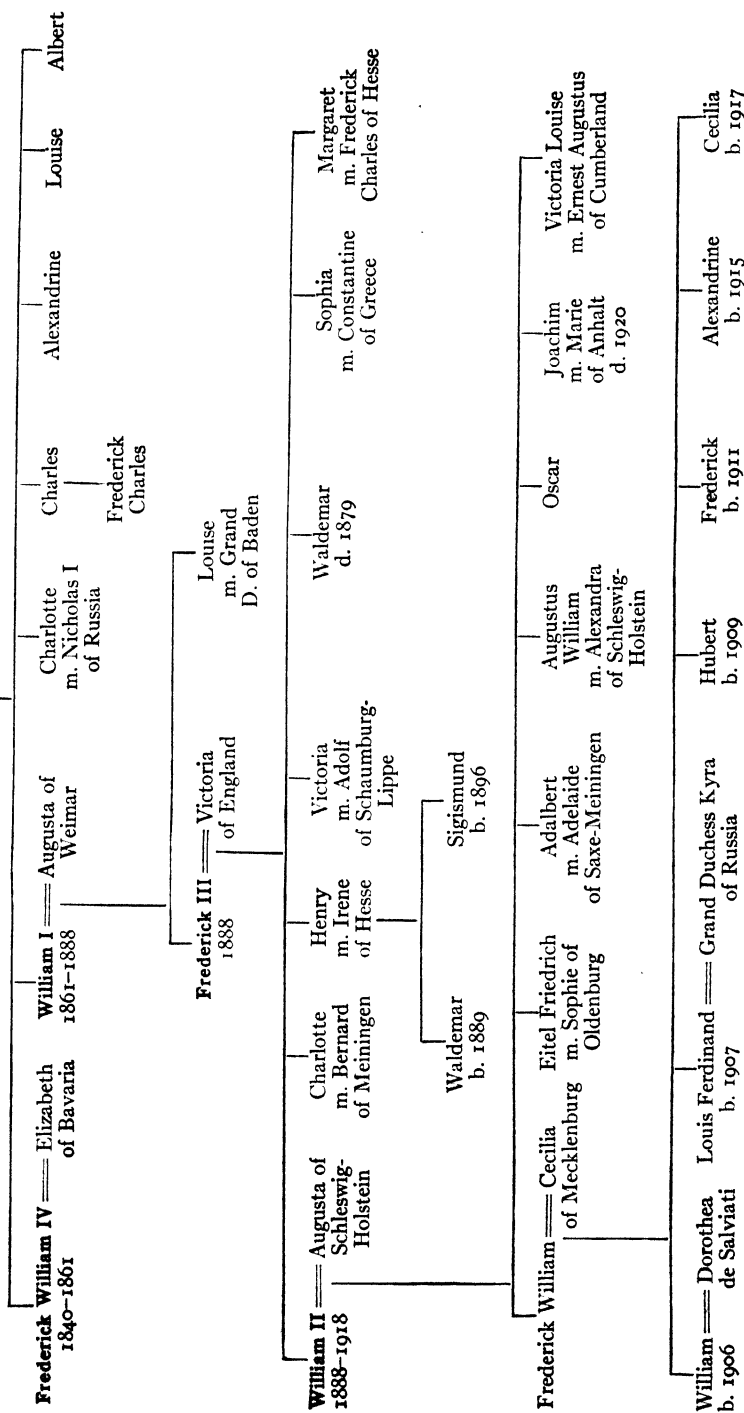 Frederick William IV == Elizabeth
1840–1861 of Bavaria
William I == Augusta of
1861–1888 Weimar
Charlotte
m. Nicholas I
of Russia
Charles
Frederick
Charles
Alexandrine
Louise
Albert
Frederick III == Victoria
1888 of England
Louise
m. Grand
D. of Baden
William II == Augusta of
1888–1918 Schleswig-
Holstein
Charlotte
m. Bernard
of Meiningen
Henry
m. Irene
of Hesse
Victoria
m. Adolf
of Schaumburg-
Lippe
Waldemar
d. 1879
Sophia
m. Constantine
of Greece
Margaret
m. Frederick
Charles of Hesse
Waldemar
b. 1889
Sigismund
b. 1896
Frederick William == Cecilia
of Mecklenburg
Eitel Friedrich
m. Sophie of
Oldenburg
Adalbert
m. Adelaide
of Saxe-Meiningen
Augustus
William
m. Alexandra
of Schleswig-
Holstein
Oscar
Joachim
m. Marie
of Anhalt
d. 1920
Victoria Louise
m. Ernest Augustus
of Cumberland
William == Dorothea
b. 1906 de Salviati
Louis Ferdinand == Grand Duchess Kyra
b. 1907 of Russia
Hubert
b. 1909
Frederick
b. 1911
Alexandrine
b. 1915
Cecilia
b. 1917